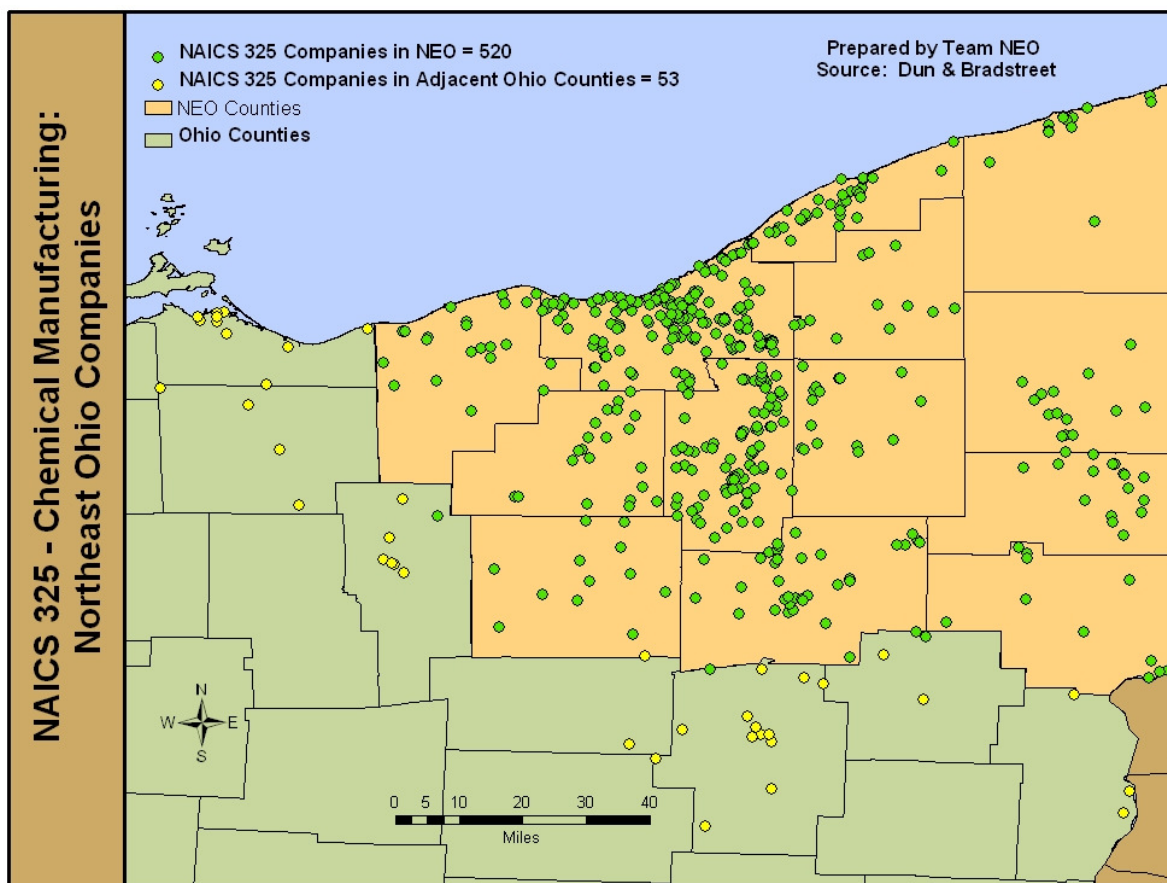 NAICS 325 - Chemical Manufacturing:
Northeast Ohio Companies
NAICS 325 Companies in NEO = 520
NAICS 325 Companies in Adjacent Ohio Counties = 53
NEO Counties
Ohio Counties
Prepared by Team NEO
Source: Dun & Bradstreet
N
W E
S
0 5 10 20 30 40
Miles